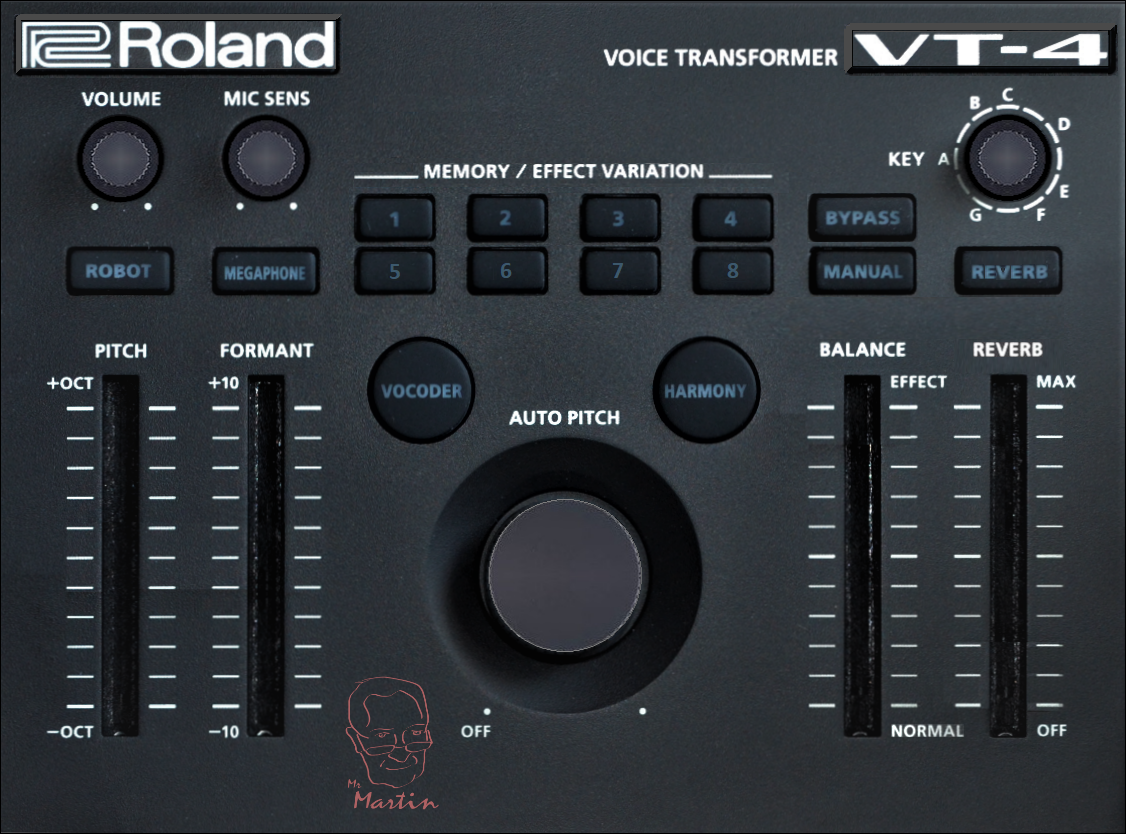 Roland
VOICE TRANSFORMER VT-4
VOLUME
MIC SENS
KEY A B C D E F G
MEMORY / EFFECT VARIATION
1 2 3 4
BYPASS
ROBOT
MEGAPHONE
5 6 7 8
MANUAL
REVERB
PITCH
FORMANT
VOCODER
HARMONY
BALANCE
REVERB
+OCT
+10
EFFECT
MAX
AUTO PITCH
-OCT
-10
OFF
NORMAL
OFF
Mr
Martin